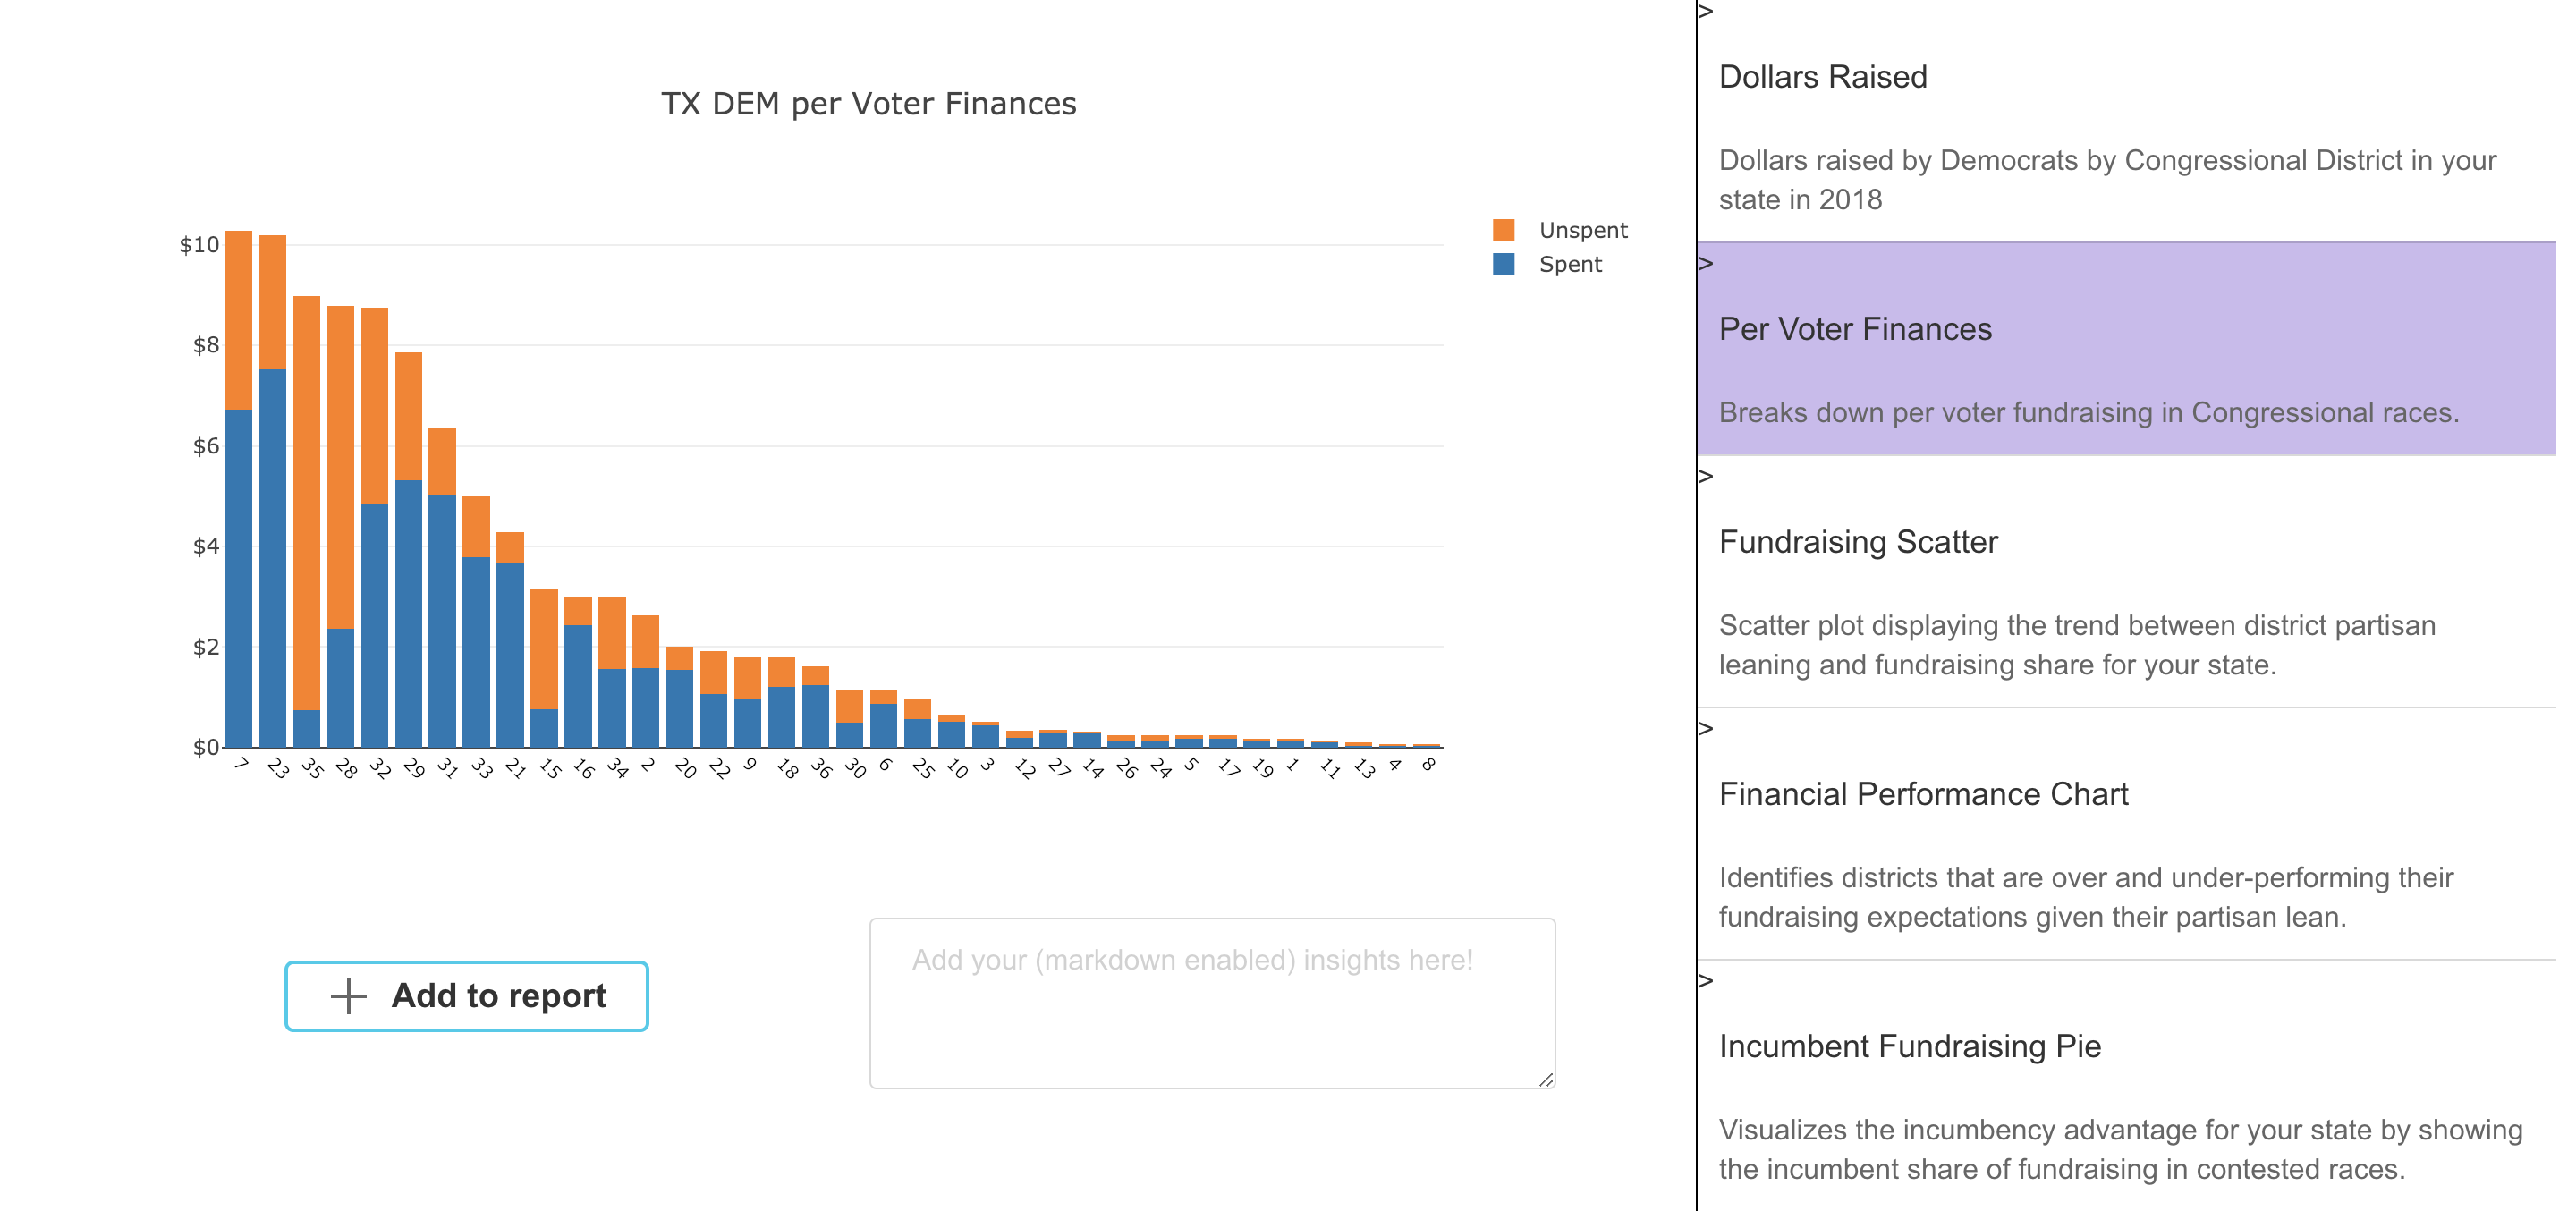 TX DEM per Voter Finances
$10
$8
$6
$4
$2
$0
Unspent
Spent
7 23 35 28 32 29 31 33 21 15 16 34 2 20 22 9 18 36 30 6 25 10 3 12 27 14 26 24 5 17 19 1 11 13 4 8
Add to report
Add your (markdown enabled) insights here!
>
Dollars Raised
Dollars raised by Democrats by Congressional District in your
state in 2018
>
Per Voter Finances
Breaks down per voter fundraising in Congressional races.
>
Fundraising Scatter
Scatter plot displaying the trend between district partisan
leaning and fundraising share for your state.
>
Financial Performance Chart
Identifies districts that are over and under-performing their
fundraising expectations given their partisan lean.
>
Incumbent Fundraising Pie
Visualizes the incumbency advantage for your state by showing
the incumbent share of fundraising in contested races.